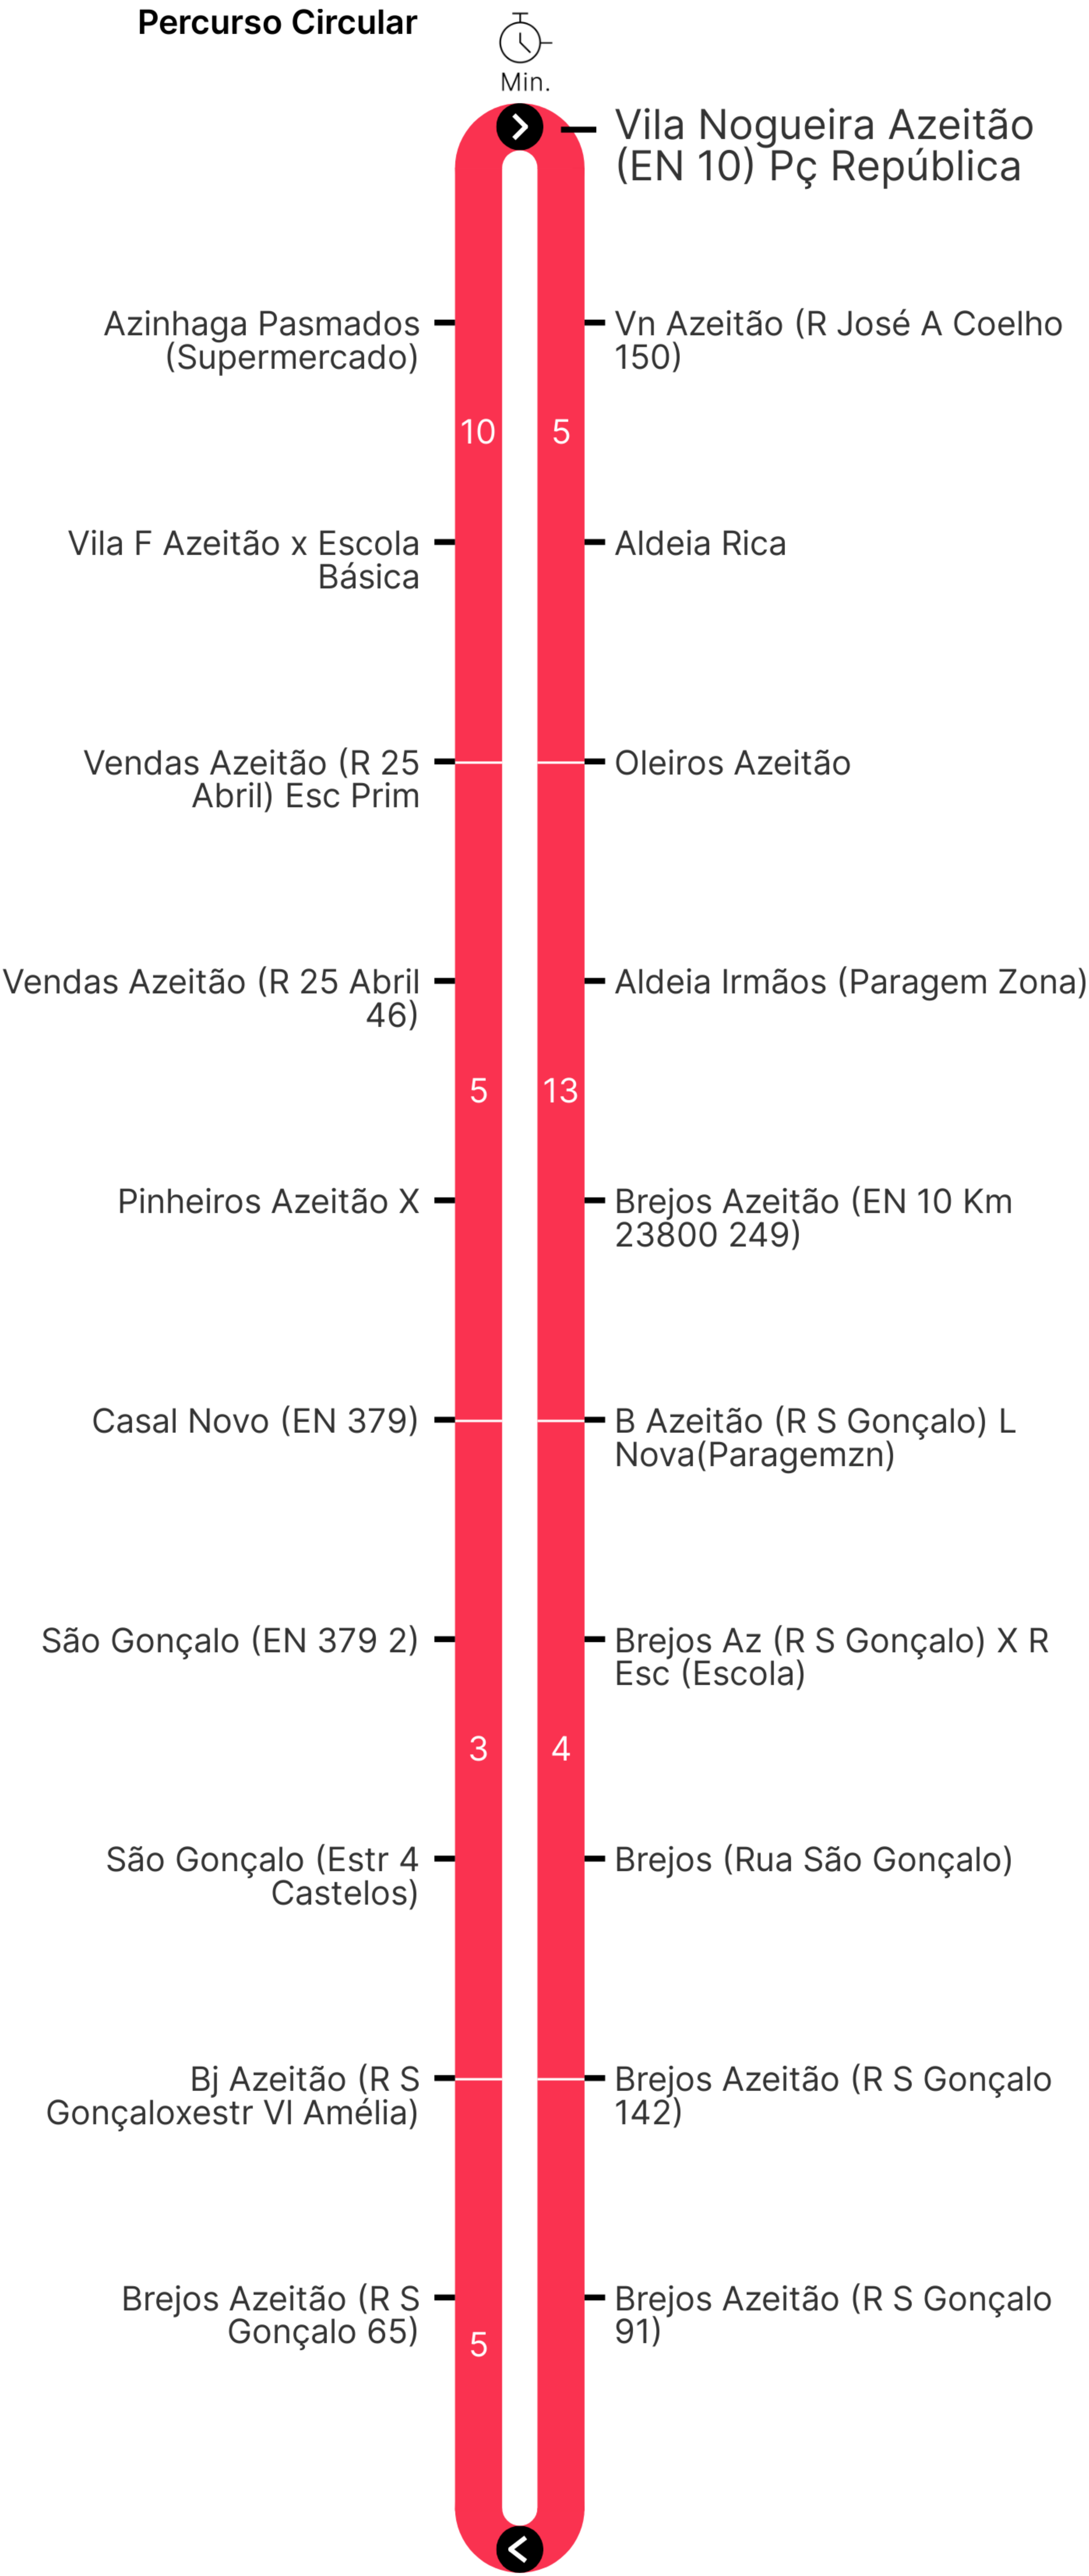 Percurso Circular
Min.
Vila Nogueira Azeitão
(EN 10) Pç República
Azinhaga Pasmados
(Supermercado)
Vn Azeitão (R José A Coelho
150)
10
5
Vila F Azeitão x Escola
Básica
Aldeia Rica
Vendas Azeitão (R 25
Abril) Esc Prim
Oleiros Azeitão
Vendas Azeitão (R 25 Abril
46)
Aldeia Irmãos (Paragem Zona)
5
13
Pinheiros Azeitão X
Brejos Azeitão (EN 10 Km
23800 249)
Casal Novo (EN 379)
B Azeitão (R S Gonçalo) L
Nova(Paragemzn)
São Gonçalo (EN 379 2)
Brejos Az (R S Gonçalo) X R
Esc (Escola)
3
4
São Gonçalo (Estr 4
Castelos)
Brejos (Rua São Gonçalo)
Bj Azeitão (R S
Gonçaloxestr Vl Amélia)
Brejos Azeitão (R S Gonçalo
142)
Brejos Azeitão (R S
Gonçalo 65)
Brejos Azeitão (R S Gonçalo
91)
5